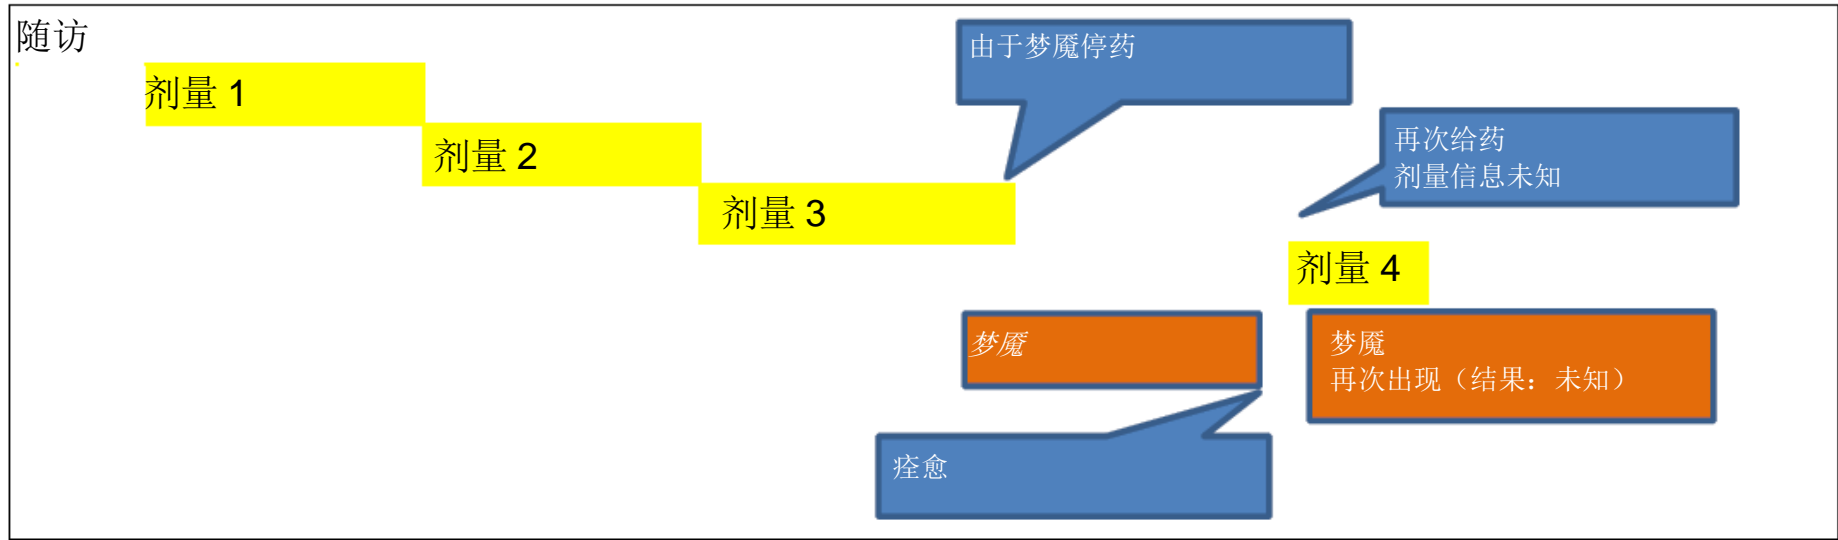 随访
由于梦魇停药
剂量 1
再次给药
剂量信息未知
剂量 2
剂量 3
剂量 4
梦魇
梦魇
再次出现（结果：未知）
痊愈